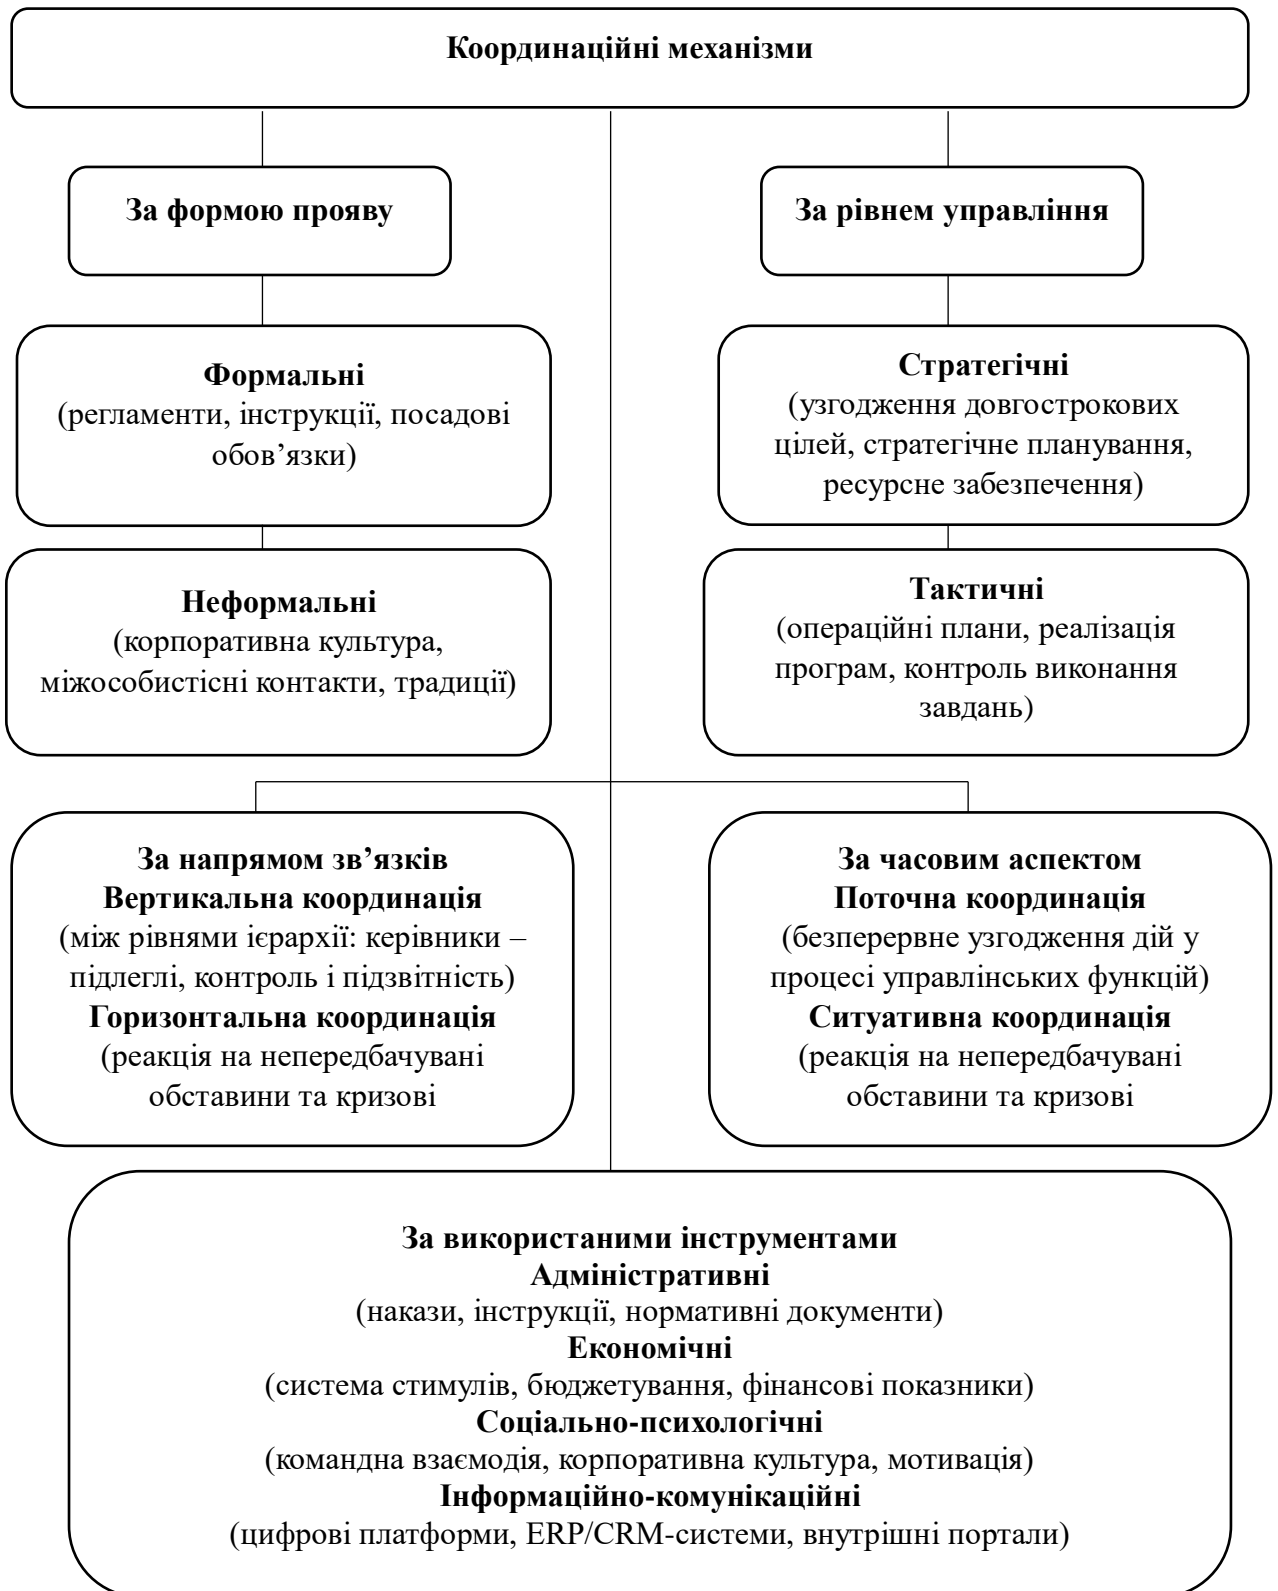 Координаційні механізми
За формою прояву
За рівнем управління
Формальні
(регламенти, інструкції, посадові
обов’язки)
Стратегічні
(узгодження довгострокових
цілей, стратегічне планування,
ресурсне забезпечення)
Неформальні
(корпоративна культура,
міжособистісні контакти, традиції)
Тактичні
(операційні плани, реалізація
програм, контроль виконання
завдань)
За напрямом зв’язків
Вертикальна координація
(між рівнями ієрархії: керівники –
підлеглі, контроль і підзвітність)
Горизонтальна координація
(реакція на непередбачувані
обставини та кризові
За часовим аспектом
Поточна координація
(безперервне узгодження дій у
процесі управлінських функцій)
Ситуативна координація
(реакція на непередбачувані
обставини та кризові
За використаними інструментами
Адміністративні
(накази, інструкції, нормативні документи)
Економічні
(система стимулів, бюджетування, фінансові показники)
Соціально-психологічні
(командна взаємодія, корпоративна культура, мотивація)
Інформаційно-комунікаційні
(цифрові платформи, ERP/CRM-системи, внутрішні портали)